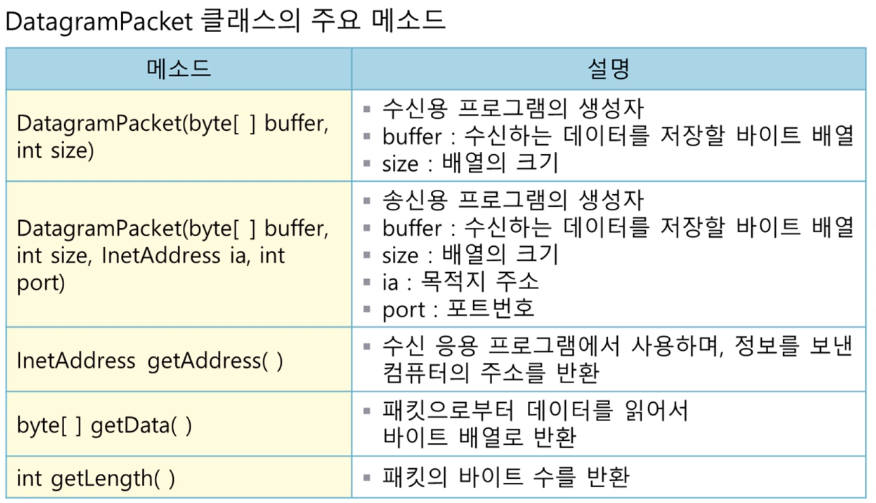 DatagramPacket 클래스의 주요 메소드
메소드
설명
DatagramPacket(byte[ ] buffer,
int size)
▪ 수신용 프로그램의 생성자
▪ buffer : 수신하는 데이터를 저장할 바이트 배열
▪ size : 배열의 크기
DatagramPacket(byte[ ] buffer,
int size, InetAddress ia, int
port)
▪ 송신용 프로그램의 생성자
▪ buffer : 수신하는 데이터를 저장할 바이트 배열
▪ size : 배열의 크기
▪ ia : 목적지 주소
▪ port : 포트번호
InetAddress getAddress( )
▪ 수신 응용 프로그램에서 사용하며, 정보를 보낸
컴퓨터의 주소를 반환
byte[ ] getData( )
▪ 패킷으로부터 데이터를 읽어서
바이트 배열로 반환
int getLength( )
▪ 패킷의 바이트 수를 반환